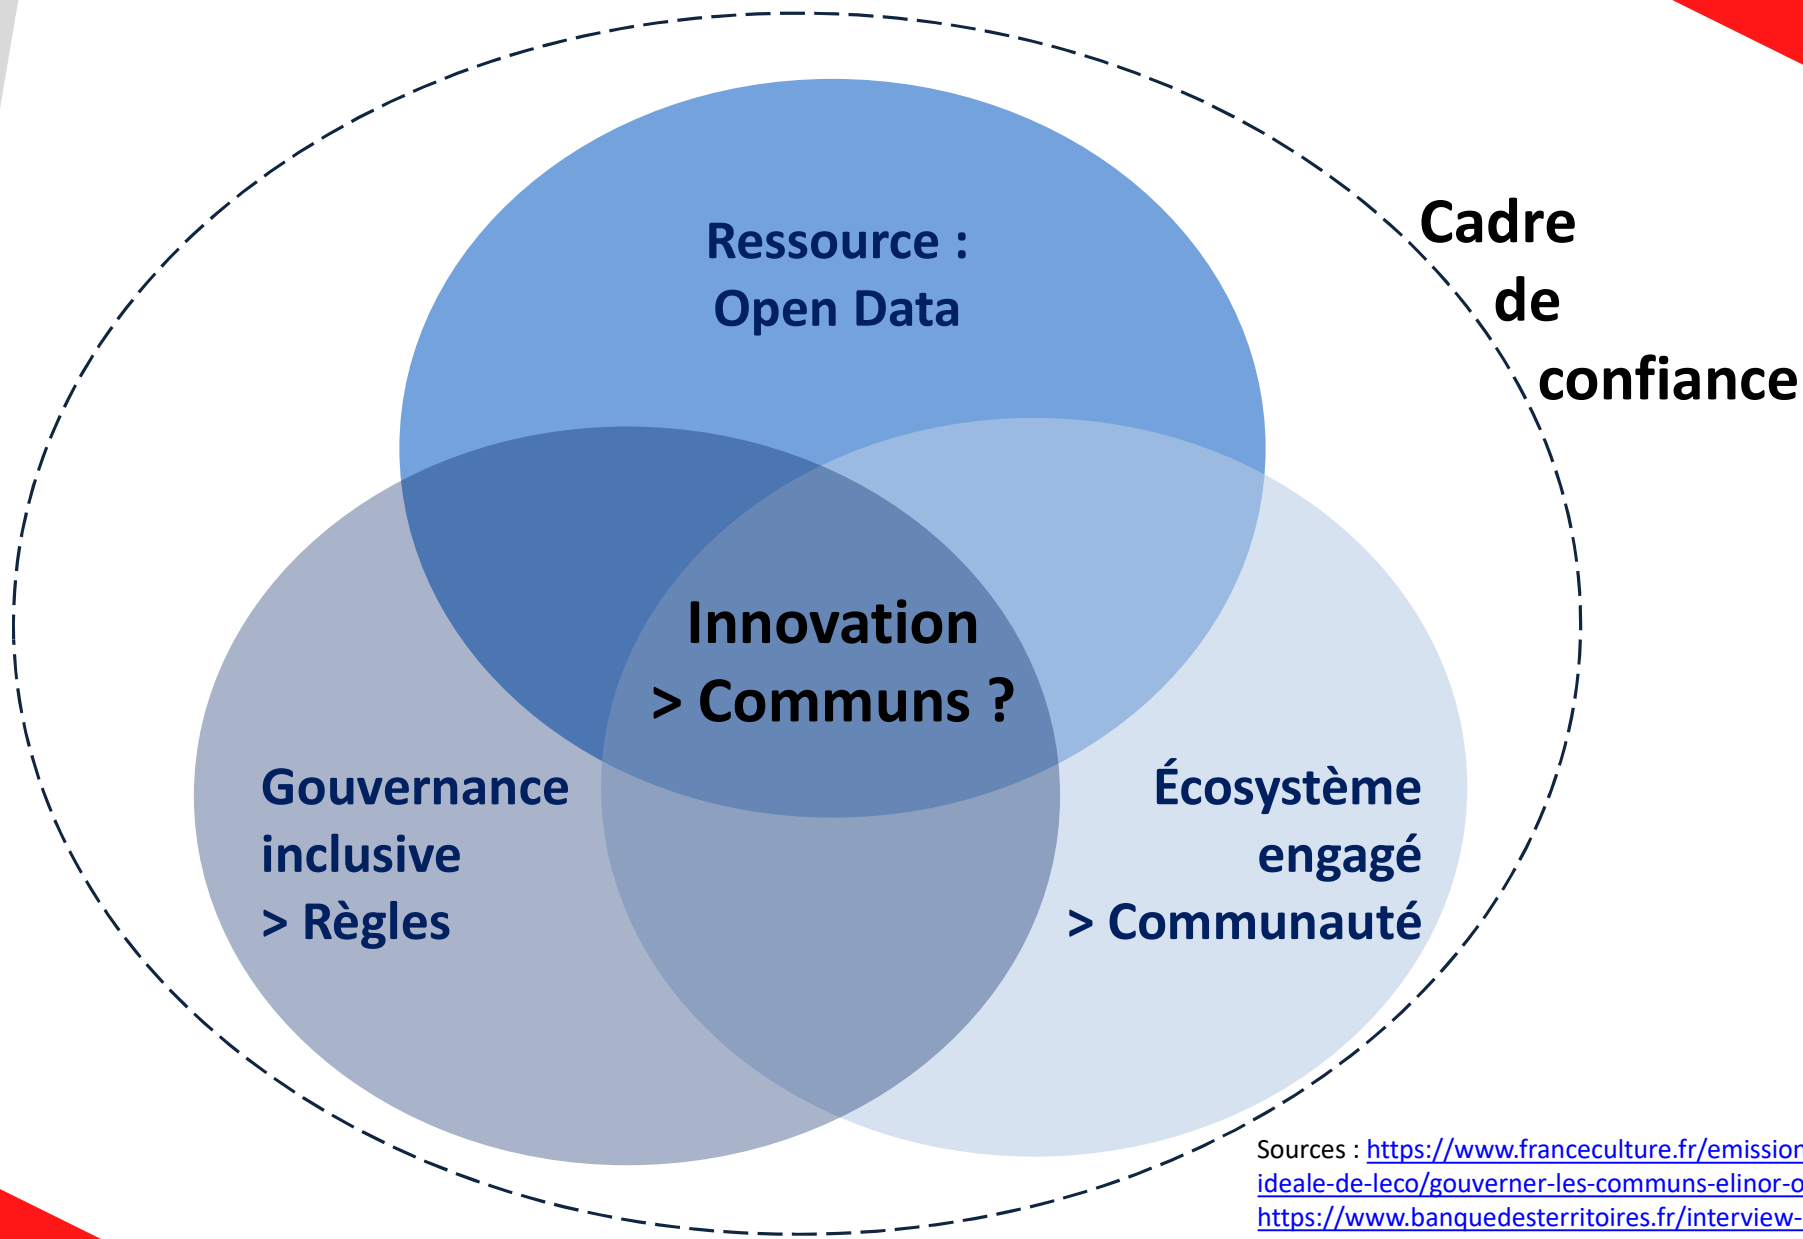 Ressource :
Open Data
Cadre
de
confiance
Innovation
> Communs ?
Gouvernance
inclusive
> Règles
Écosystème
engagé
> Communauté
Sources : https://www.franceculture.fr/emission
ideale-de-leco/gouverner-les-communs-elinor-o
https://www.banquedesterritoires.fr/interview-